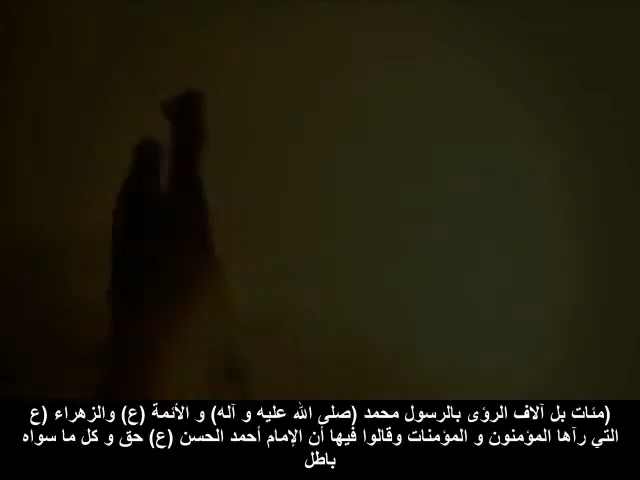 مئات بل آلاف الرؤى بالرسول محمد (صلى الله عليه و آله) و الأئمة (ع) والزهراء (ع)
التي رآها المؤمنون و المؤمنات وقالوا فيها أن الإمام أحمد الحسن (ع) حق و كل ما سواه
باطل